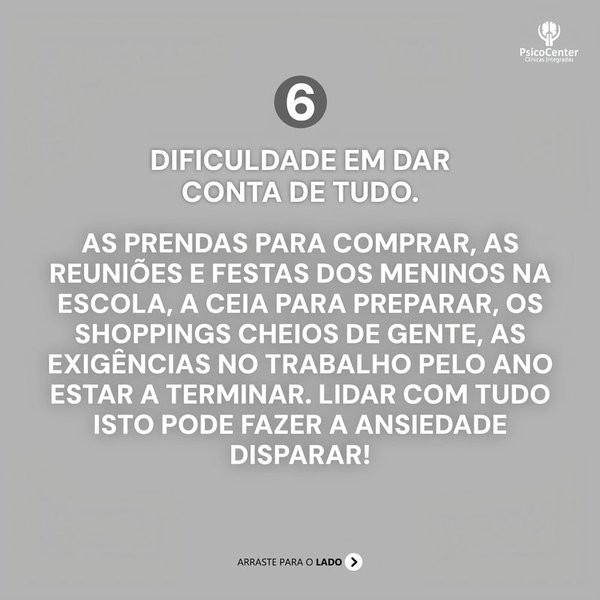 PsicoCenter
Clínicas Integradas
6
DIFICULDADE EM DAR
CONTA DE TUDO.
AS PRENDAS PARA COMPRAR, AS
REUNIÕES E FESTAS DOS MENINOS NA
ESCOLA, A CEIA PARA PREPARAR, OS
SHOPPINGS CHEIOS DE GENTE, AS
EXIGÊNCIAS NO TRABALHO PELO ANO
ESTAR A TERMINAR. LIDAR COM TUDO
ISTO PODE FAZER A ANSIEDADE
DISPARAR!
ARRASTE PARA O LADO